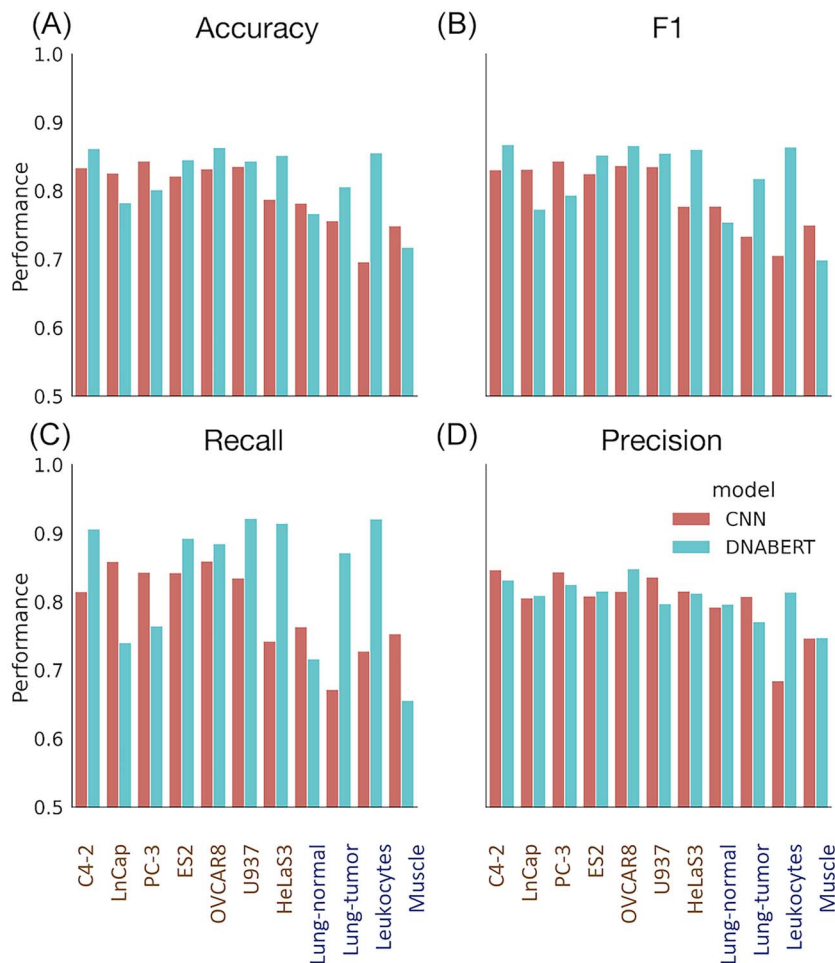 (A) Accuracy
(B) F1
1.0
0.9
0.8
0.7
0.6
0.5
Performance
(C) Recall
(D) Precision
1.0
0.9
0.8
0.7
0.6
0.5
Performance
model
CNN
DNABERT
C4-2
LnCap
PC-3
ES2
OVCAR8
U937
HeLaS3
Lung-normal
Lung-tumor
Leukocytes
Muscle
C4-2
LnCap
PC-3
ES2
OVCAR8
U937
HeLaS3
Lung-normal
Lung-tumor
Leukocytes
Muscle